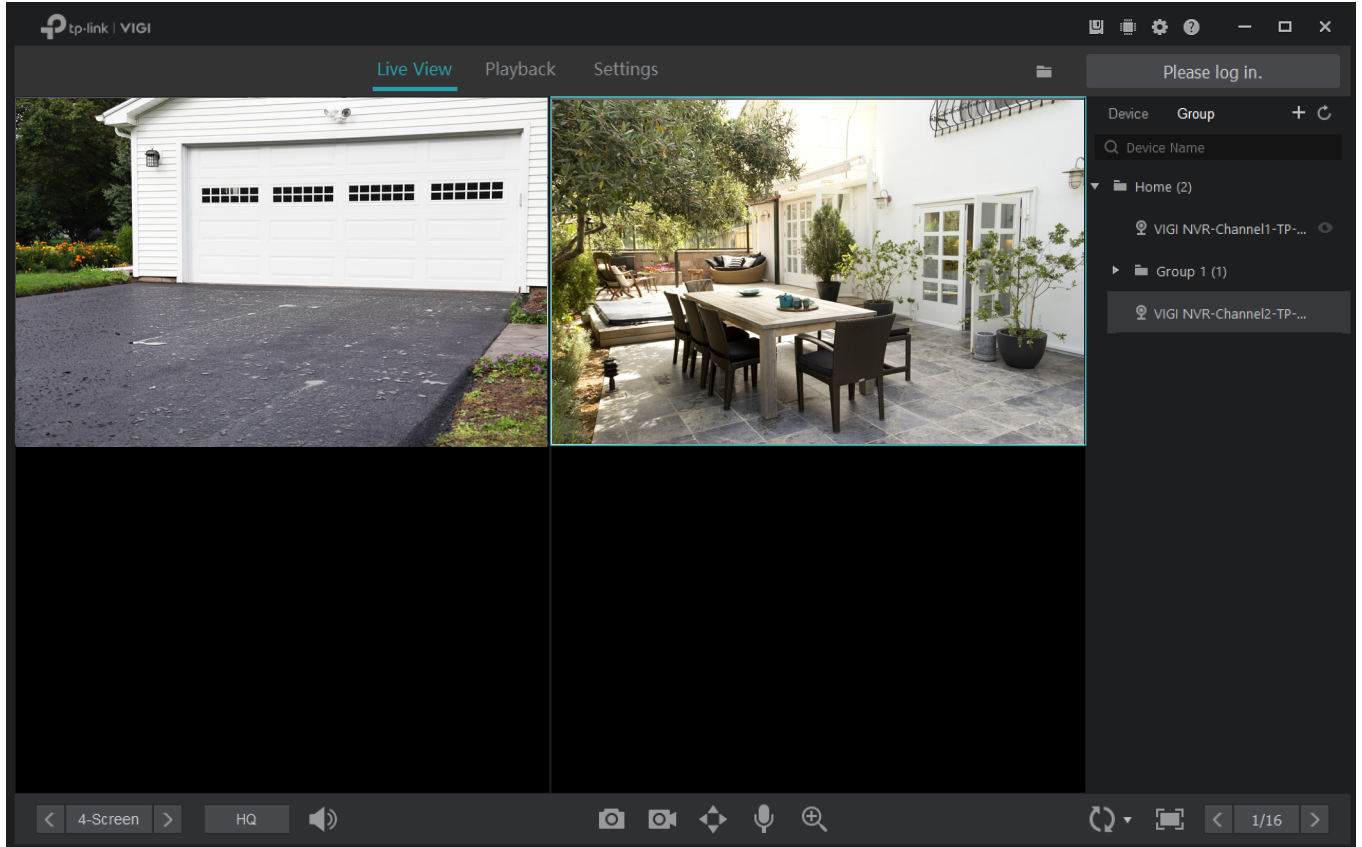 tp-link | VIGI
Live View Playback Settings
Please log in.
Device Group
Device Name
Home (2)
VIGI NVR-Channel1-TP-...
Group 1 (1)
VIGI NVR-Channel2-TP-...
4-Screen HQ 1/16